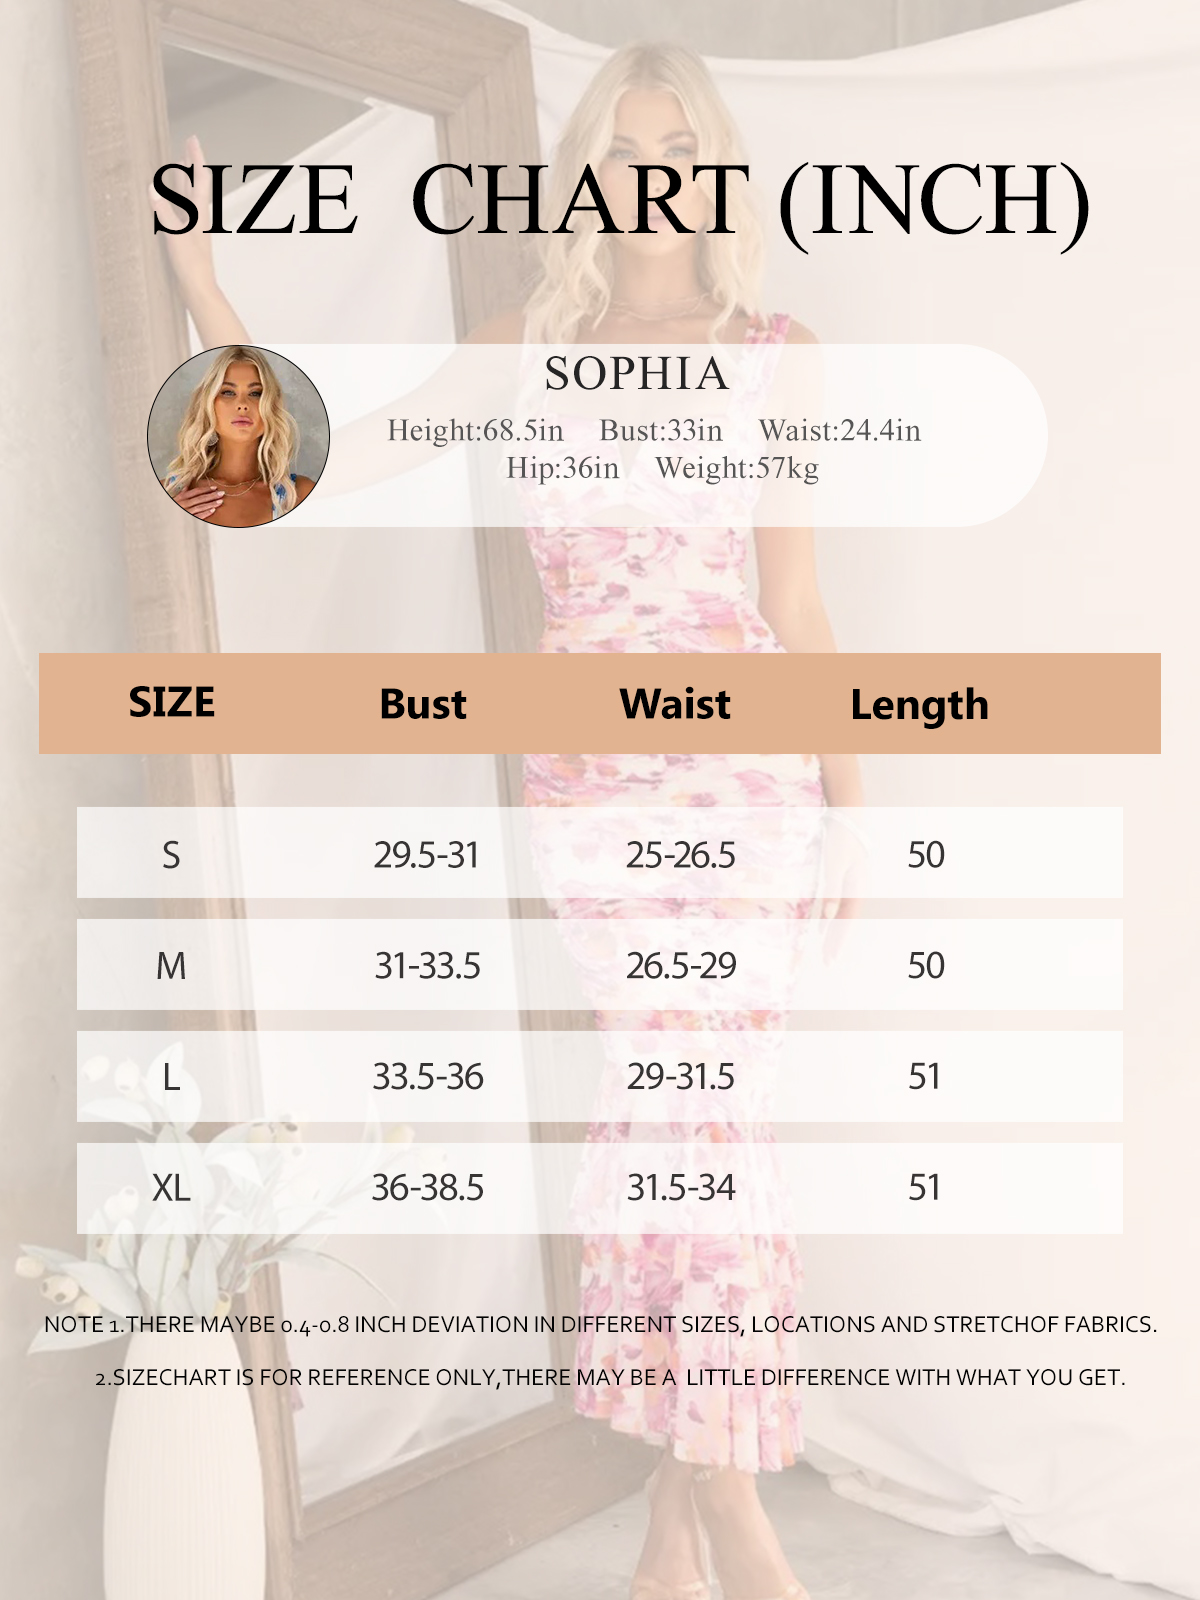 SIZE CHART (INCH)
SOPHIA
Height:68.5in Bust:33in Waist:24.4in
Hip:36in Weight:57kg
SIZE Bust Waist Length
S 29.5-31 25-26.5 50
M 31-33.5 26.5-29 50
L 33.5-36 29-31.5 51
XL 36-38.5 31.5-34 51
NOTE 1.THERE MAYBE 0.4-0.8 INCH DEVIATION IN DIFFERENT SIZES, LOCATIONS AND STRETCHOF FABRICS.
2.SIZECHART IS FOR REFERENCE ONLY,THERE MAY BE A LITTLE DIFFERENCE WITH WHAT YOU GET.